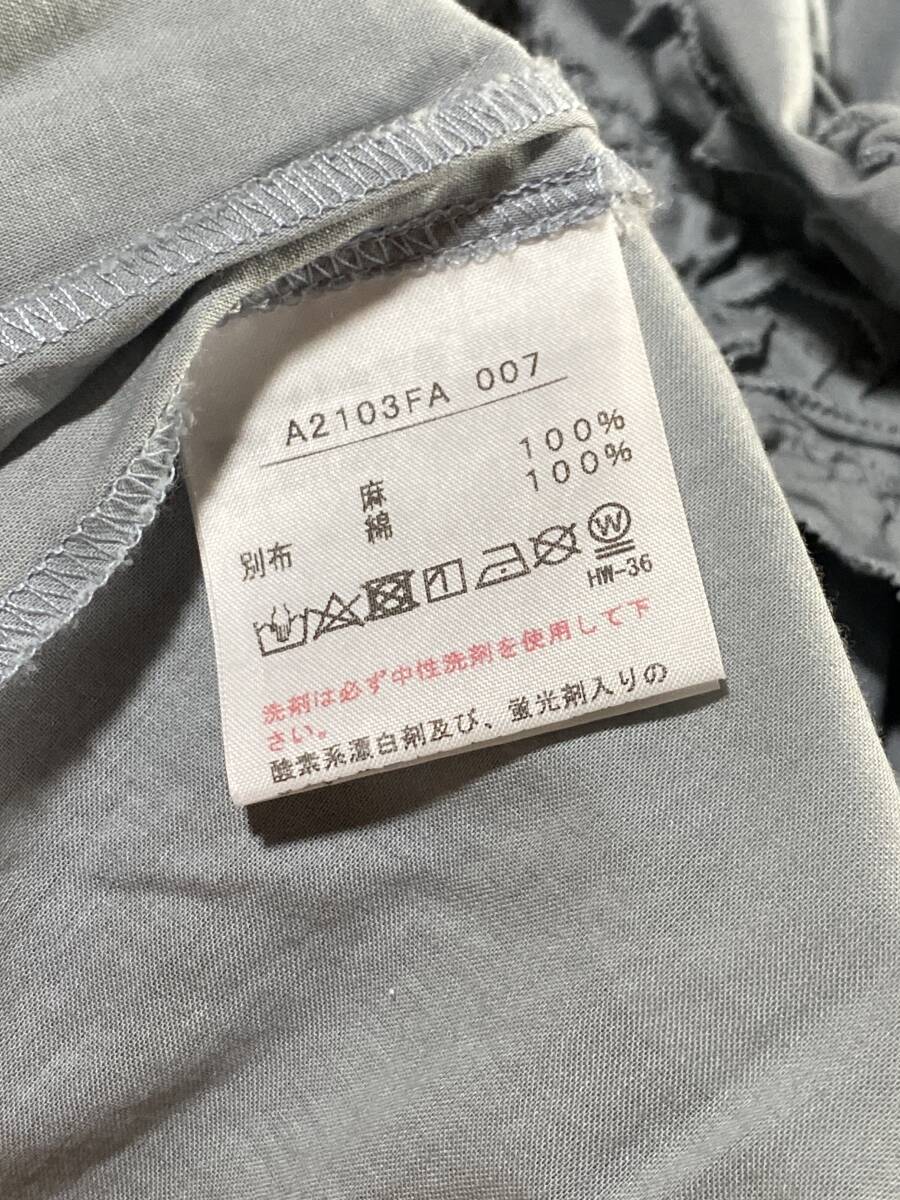 A2103FA 007
麻 100%
別布 綿 100%
W
HW-36
洗剤は必ず中性洗剤を使用して下
さい。
酸素系漂白剤及び、蛍光剤入りの